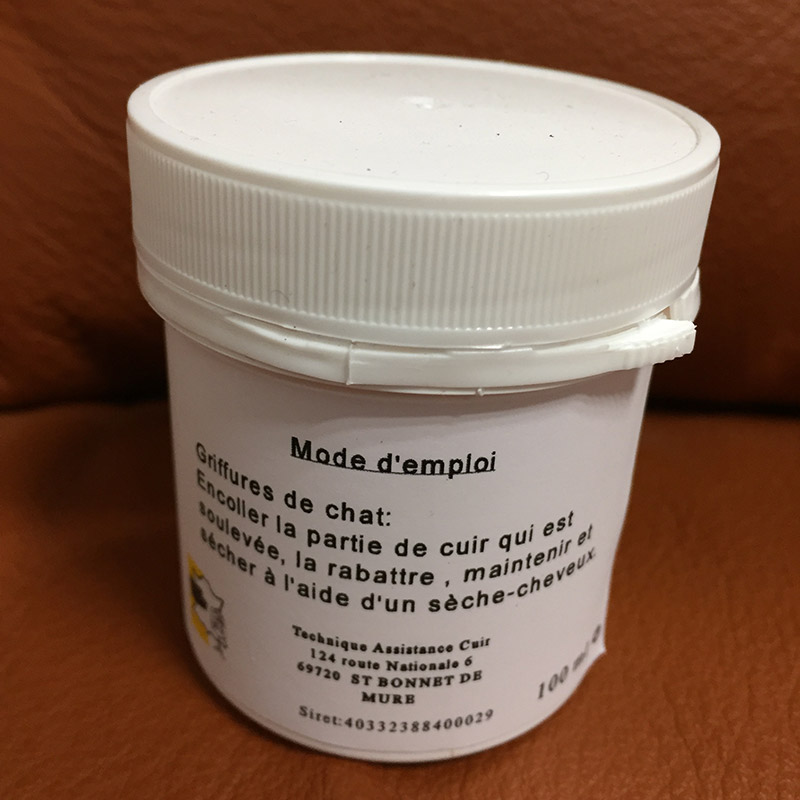 Mode d'emploi
Griffures de chat:
Encoller la partie de cuir qui est
soulevée, la rabattre , maintenir et
sécher à l'aide d'un sèche-cheveux.
Technique Assistance Cuir
124 route Nationale 6
69720 ST BONNET DE
MURE
Siret:40332388400029
100 ml